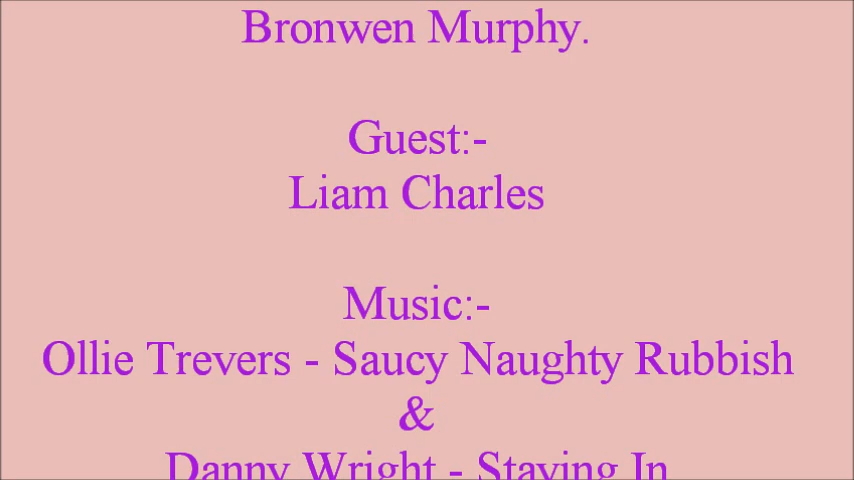 Bronwen Murphy.
Guest:-
Liam Charles
Music:-
Ollie Trevers - Saucy Naughty Rubbish
&
Danny Wright - Staying In